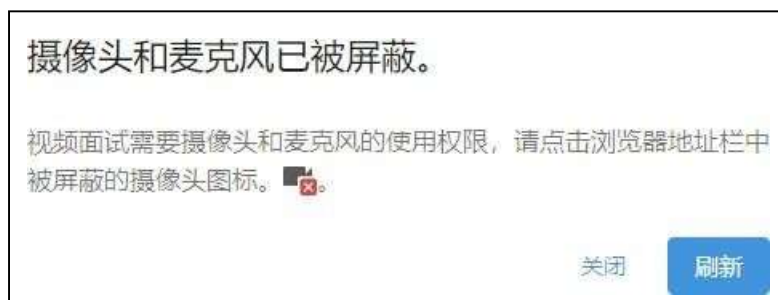 摄像头和麦克风已被屏蔽。
视频面试需要摄像头和麦克风的使用权限，请点击浏览器地址栏中
被屏蔽的摄像头图标。。
关闭 刷新